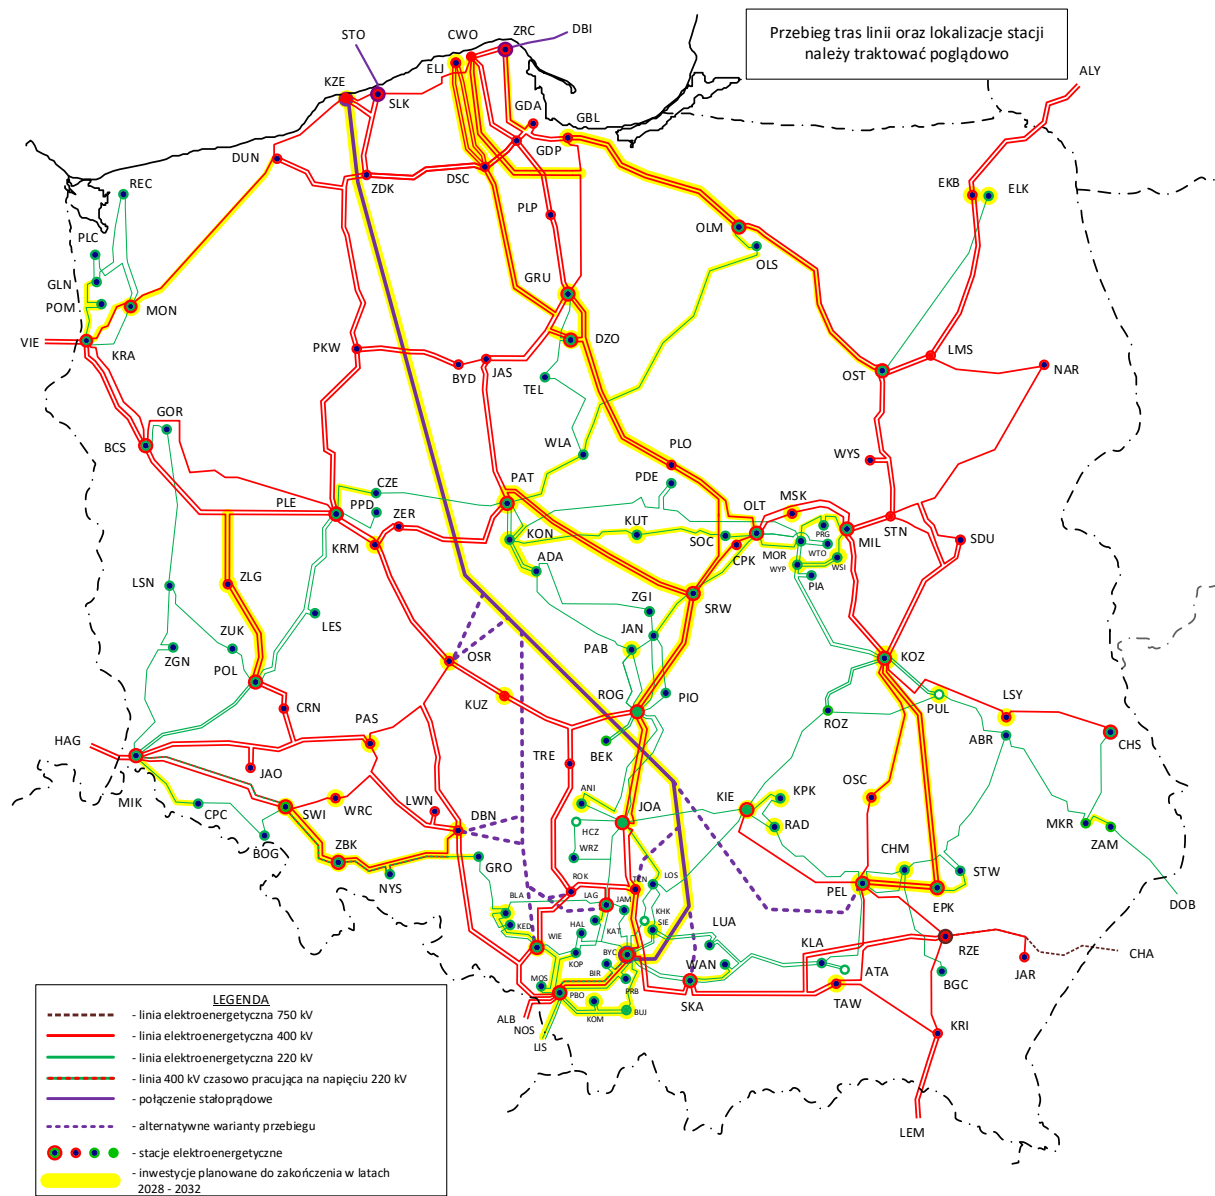 Przebieg tras linii oraz lokalizacje stacji
należy traktować poglądowo
STO
CWO
ZRC
DBI
ELJ
KZE
SLK
ALY
GDA
GBL
GDP
DUN
ZDK
DSC
REC
EKB
ELK
PLP
OLM
PLC
OLS
GLN
GRU
POM
MON
DZO
VIE
KRA
PKW
BYD
JAS
LMS
NAR
OST
TEL
GOR
BCS
WLA
PLO
WYS
PAT
PDE
CZE
PLE
PPD
ZER
MSK
OLT
KUT
PRG
STN
KRM
KON
SOC
MOR
WTO
MIL
SDU
CPK
WYP
WSI
ADA
PIA
LSN
ZLG
SRW
ZGI
LES
JAN
ZUK
PAB
ZGN
OSR
KOZ
POL
PIO
KUZ
ROG
PUL
LSY
CRN
ROZ
PAS
HAG
BEK
ABR
CHS
TRE
JAO
OSC
MIK
ANI
KPK
WRC
LWN
JOA
KIE
CPC
SWI
DBN
HCZ
RAD
MKR
BOG
ZBK
WRZ
ZAM
CHM
GRO
NYS
ROK
TCN
LOS
STW
LAG
JAM
PEL
BLA
EPK
DOB
KHK
KED
HAL
SIE
KAT
LUA
WIE
RZE
BYC
KOP
KLA
CHA
BIR
WAN
JAR
MOS
ATA
BGC
PBO
PRB
SKA
TAW
ALB
NOS
KOM
BUJ
KRI
LIS
LEM
LEGENDA
- linia elektroenergetyczna 750 kV
- linia elektroenergetyczna 400 kV
- linia elektroenergetyczna 220 kV
- linia 400 kV czasowo pracująca na napięciu 220 kV
- połączenie stałoprądowe
- alternatywne warianty przebiegu
- stacje elektroenergetyczne
- inwestycje planowane do zakończenia w latach
2028 - 2032